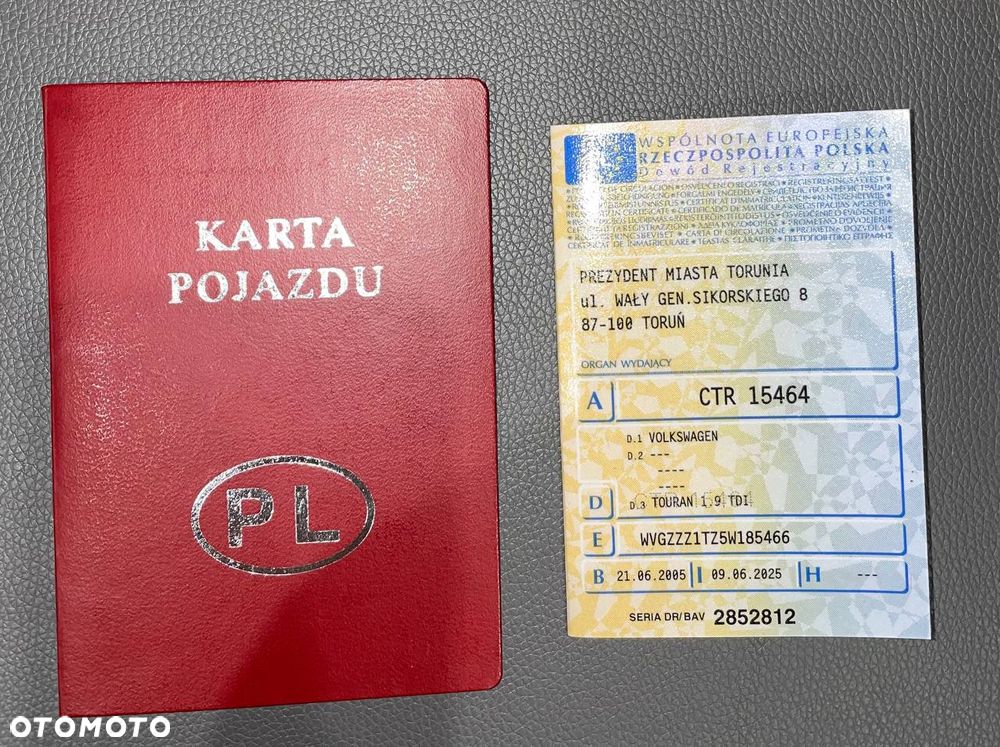 KARTA
POJAZDU
PL
WSPÓLNOTA EUROPEJSKA
RZECZPOSPOLITA POLSKA
Dowód Rejestracyjny
PREZYDENT MIASTA TORUNIA
ul. WAŁY GEN.SIKORSKIEGO 8
87-100 TORUŃ
ORGAN WYDAJĄCY
A CTR 15464
D.1 VOLKSWAGEN
D.2 ---
----
----
D D.3 TOURAN 1.9 TDI
E WVGZZZ1TZ5W185466
B 21.06.2005 I 09.06.2025 H ---
SERIA DR/BAV 2852812
OTOMOTO